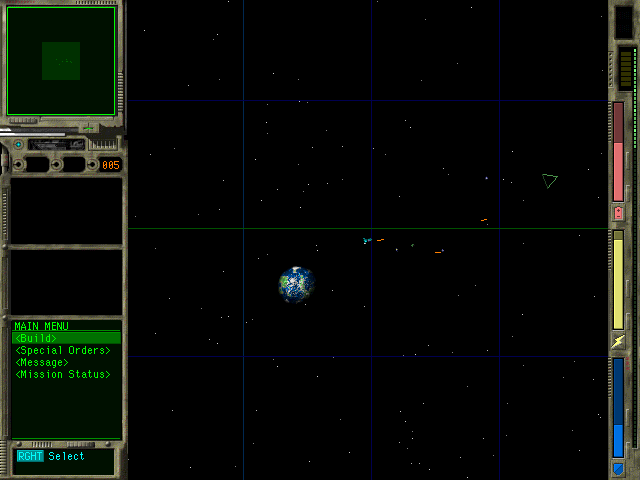 005
MAIN MENU
<Build>
<Special Orders>
<Message>
<Mission Status>
RGHT Select